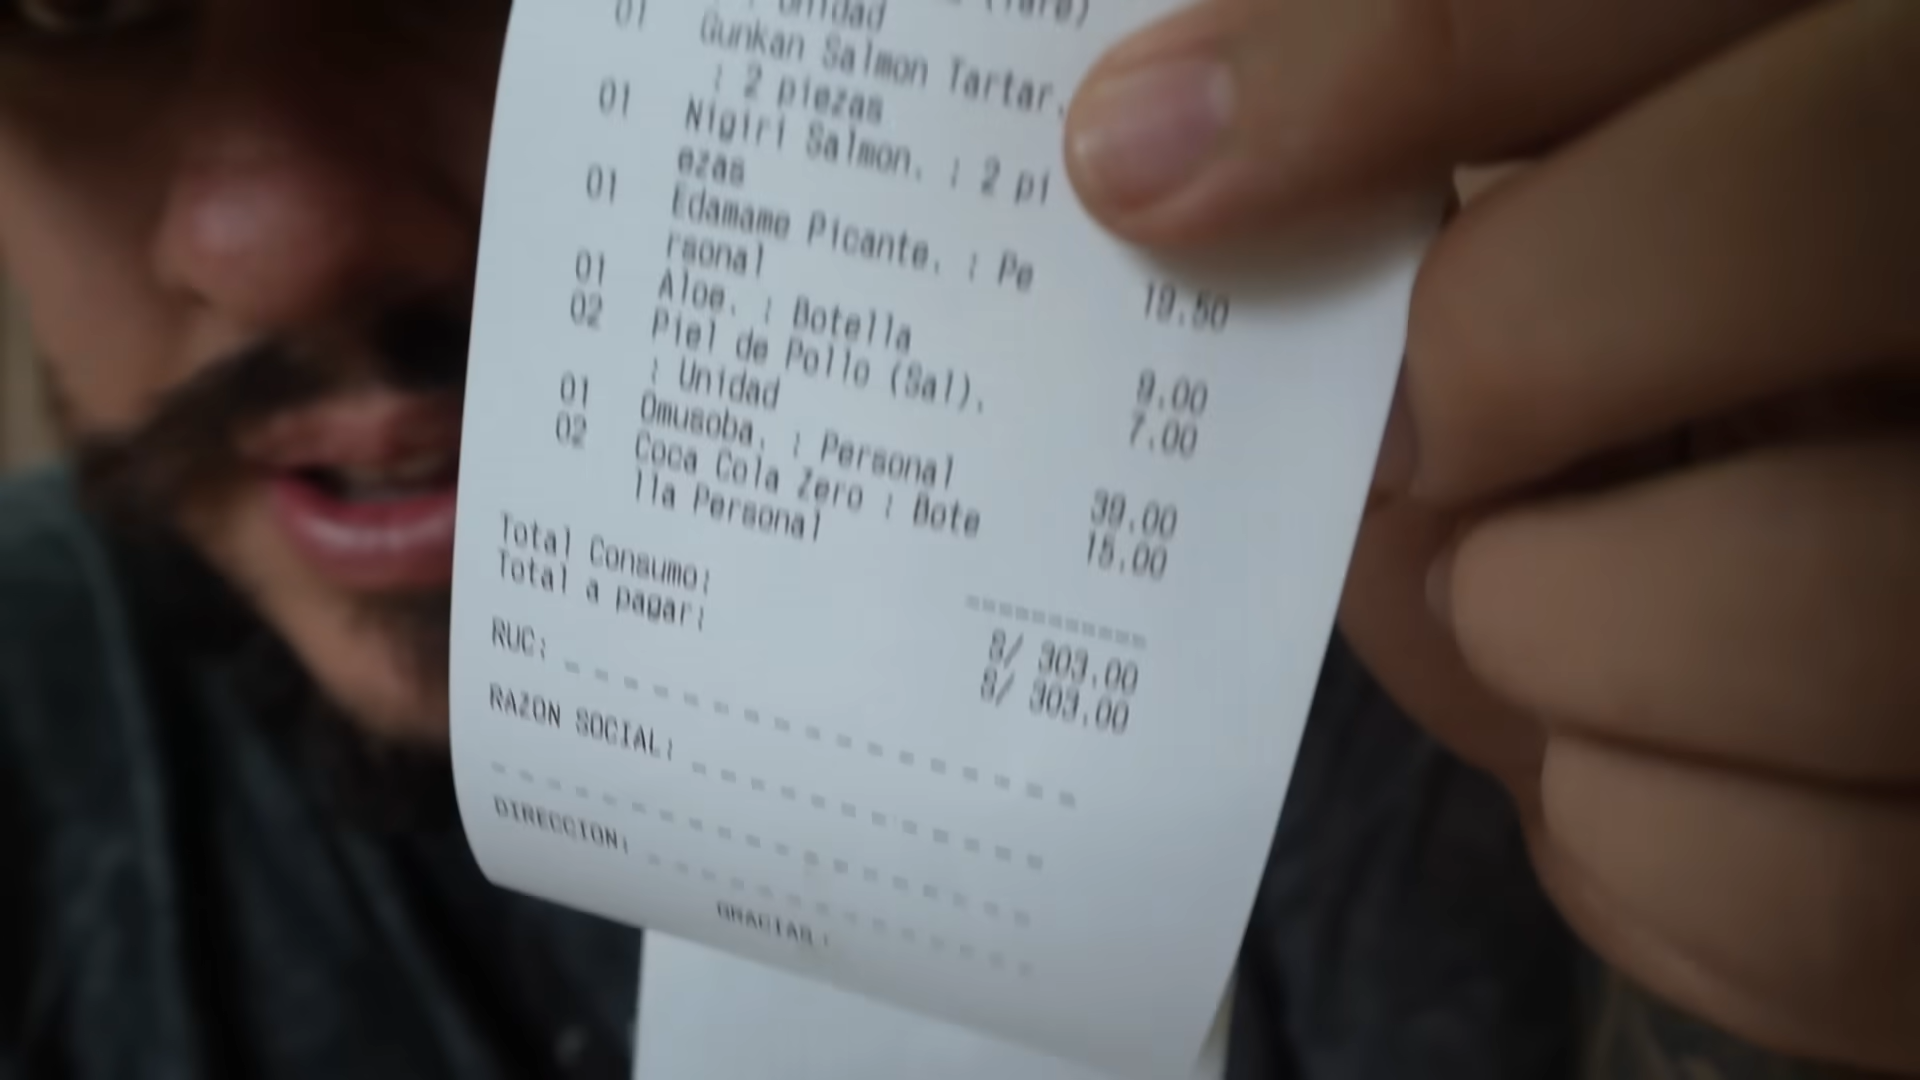 (Tare)
: Unidad
01 Gunkan Salmon Tartar.
: 2 piezas
01 Nigiri Salmon. : 2 pi
ezas
01 Edamame Picante. : Pe 19.50
rsonal
01 Aloe. : Botella 9.00
02 Piel de Pollo (Sal). 7.00
: Unidad
01 Omusoba. : Personal 39.00
02 Coca Cola Zero : Bote 15.00
lla Personal
==========
Total Consumo: S/ 303.00
Total a pagar: S/ 303.00
RUC:
RAZON SOCIAL:
DIRECCION:
GRACIAS!